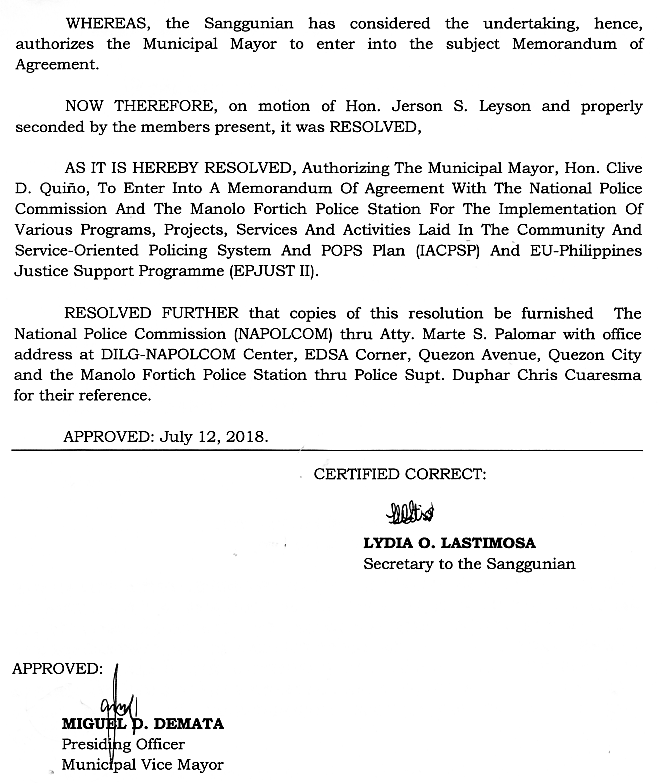 WHEREAS, the Sanggunian has considered the undertaking, hence,
authorizes the Municipal Mayor to enter into the subject Memorandum of
Agreement.
NOW THEREFORE, on motion of Hon. Jerson S. Leyson and properly
seconded by the members present, it was RESOLVED,
AS IT IS HEREBY RESOLVED, Authorizing The Municipal Mayor, Hon. Clive
D. Quiño, To Enter Into A Memorandum Of Agreement With The National Police
Commission And The Manolo Fortich Police Station For The Implementation Of
Various Programs, Projects, Services And Activities Laid In The Community And
Service-Oriented Policing System And POPS Plan (IACPSP) And EU-Philippines
Justice Support Programme (EPJUST II).
RESOLVED FURTHER that copies of this resolution be furnished The
National Police Commission (NAPOLCOM) thru Atty. Marte S. Palomar with office
address at DILG-NAPOLCOM Center, EDSA Corner, Quezon Avenue, Quezon City
and the Manolo Fortich Police Station thru Police Supt. Duphar Chris Cuaresma
for their reference.
APPROVED: July 12, 2018.
CERTIFIED CORRECT:
LYDIA O. LASTIMOSA
Secretary to the Sanggunian
APPROVED:
MIGUEL D. DEMATA
Presiding Officer
Municipal Vice Mayor